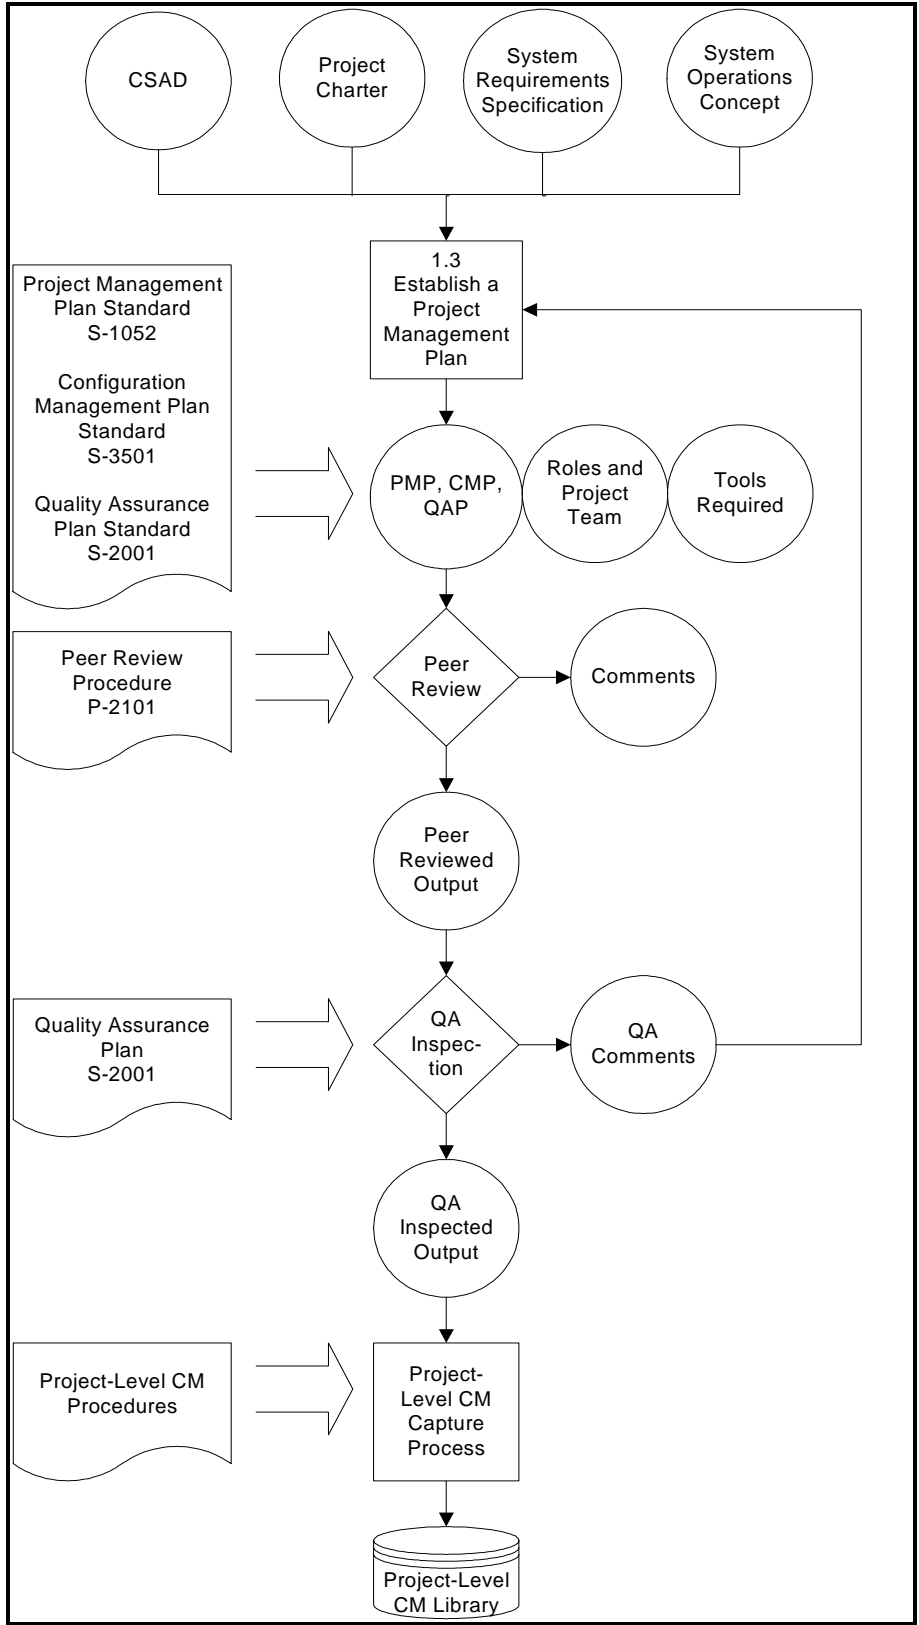 CSAD
Project
Charter
System
Requirements
Specification
System
Operations
Concept
1.3
Establish a
Project
Management
Plan
Project Management
Plan Standard
S-1052
Configuration
Management Plan
Standard
S-3501
Quality Assurance
Plan Standard
S-2001
PMP, CMP,
QAP
Roles and
Project
Team
Tools
Required
Peer Review
Procedure
P-2101
Peer
Review
Comments
Peer
Reviewed
Output
Quality Assurance
Plan
S-2001
QA
Inspec-
tion
QA
Comments
QA
Inspected
Output
Project-Level CM
Procedures
Project-
Level CM
Capture
Process
Project-Level
CM Library